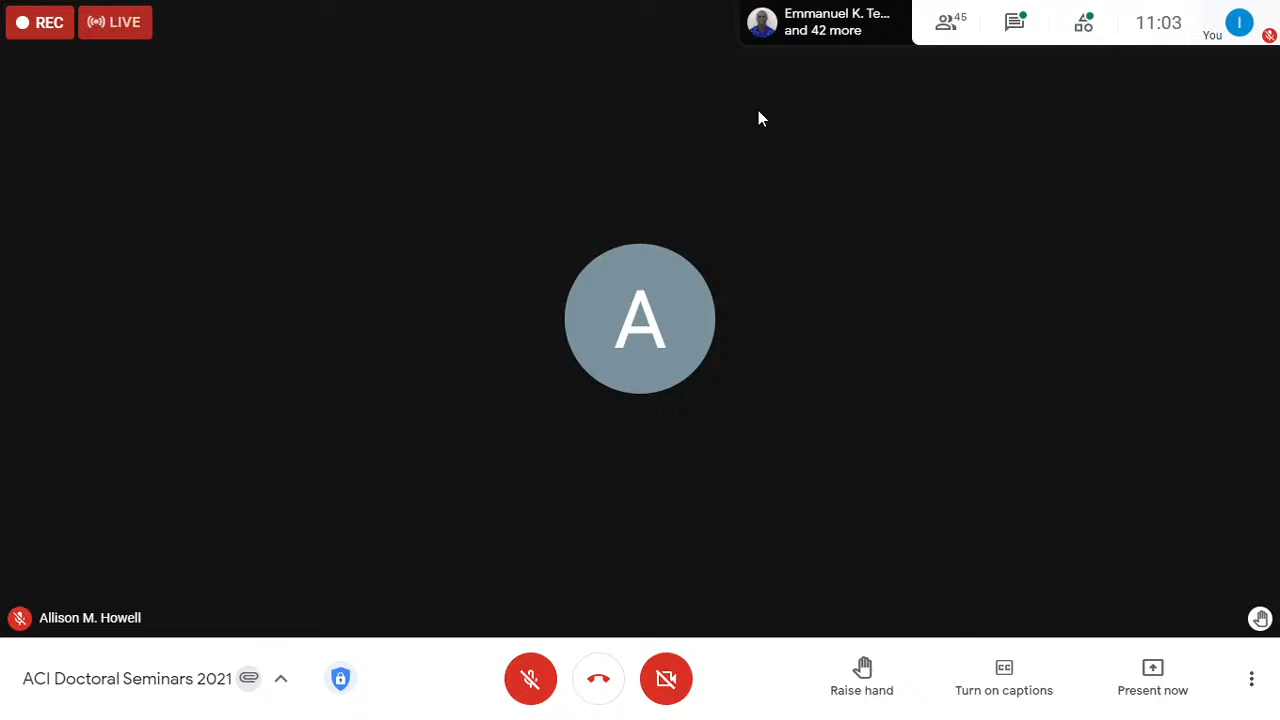 REC
LIVE
Emmanuel K. Te...
and 42 more
45
11:03
You
I
A
Allison M. Howell
ACI Doctoral Seminars 2021
CC
Raise hand
Turn on captions
Present now